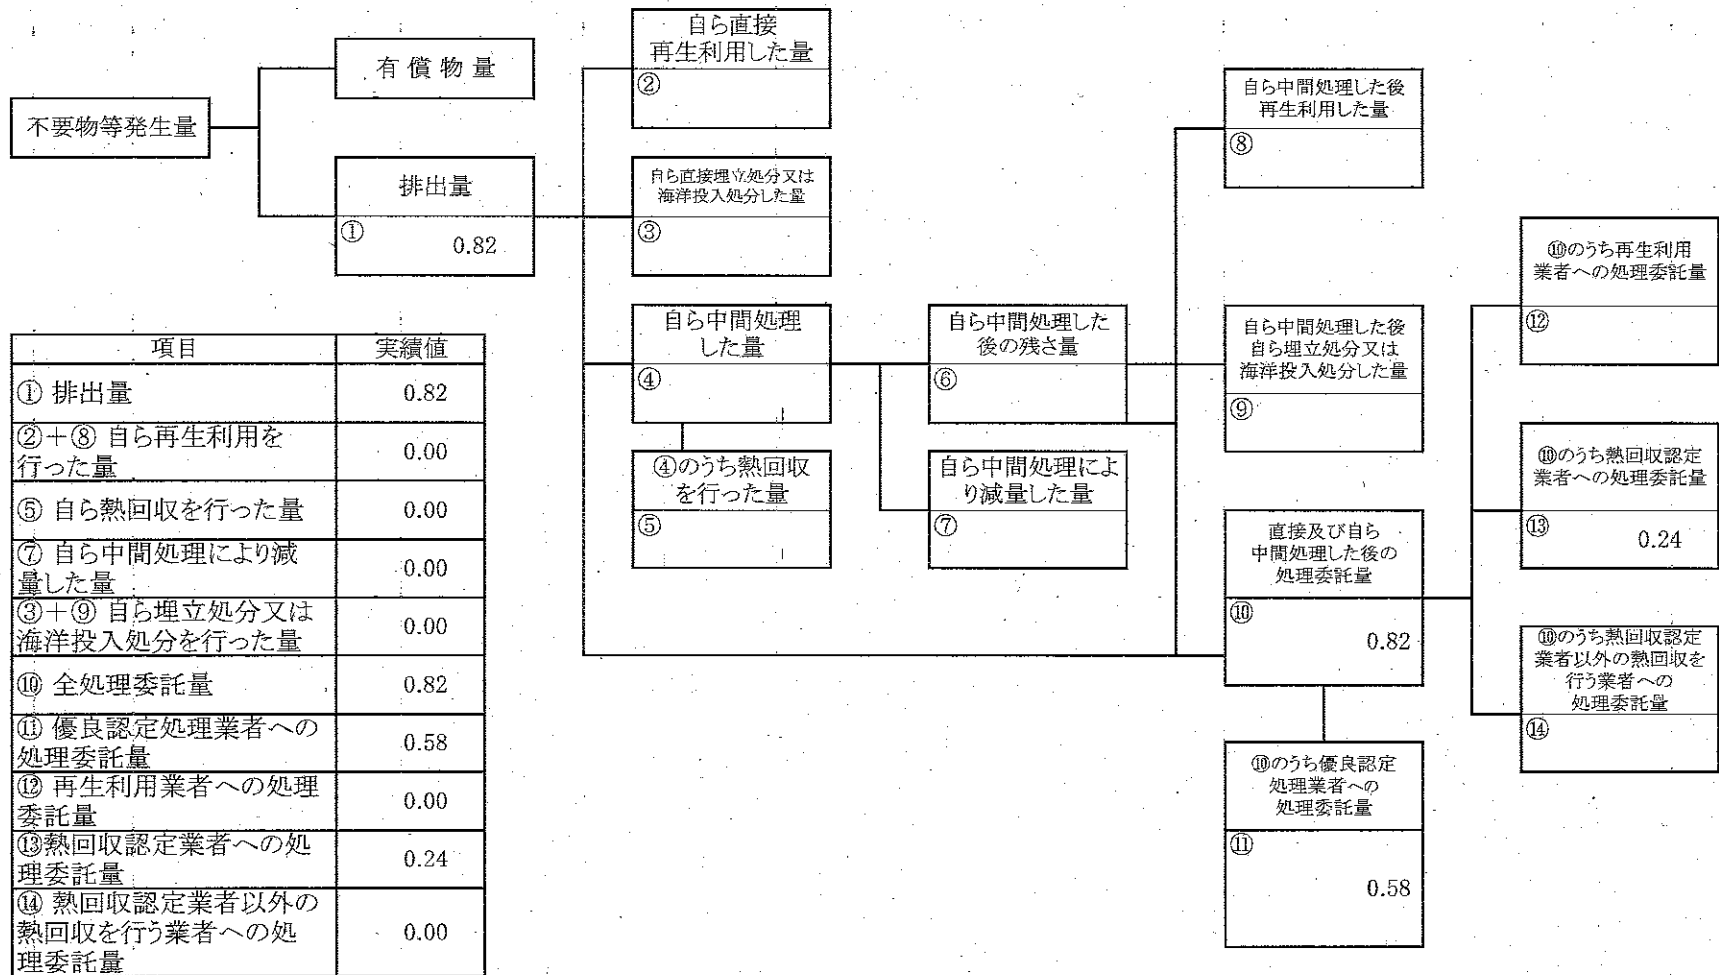 不要物等発生量
有償物量
排出量
①
0.82
自ら直接
再生利用した量
②
自ら直接埋立処分又は
海洋投入処分した量
③
自ら中間処理
した量
④
④のうち熱回収
を行った量
⑤
自ら中間処理した
後の残さ量
⑥
自ら中間処理によ
り減量した量
⑦
自ら中間処理した後
再生利用した量
⑧
自ら中間処理した後
自ら埋立処分又は
海洋投入処分した量
⑨
直接及び自ら
中間処理した後の
処理委託量
⑩
0.82
⑩のうち優良認定
処理業者への
処理委託量
⑪
0.58
⑩のうち再生利用
業者への処理委託量
⑫
⑩のうち熱回収認定
業者への処理委託量
⑬
0.24
⑩のうち熱回収認定
業者以外の熱回収を
行う業者への
処理委託量
⑭
項目 実績値
① 排出量 0.82
②+⑧ 自ら再生利用を
行った量 0.00
⑤ 自ら熱回収を行った量 0.00
⑦ 自ら中間処理により減
量した量 0.00
③+⑨ 自ら埋立処分又は
海洋投入処分を行った量 0.00
⑩ 全処理委託量 0.82
⑪ 優良認定処理業者への
処理委託量 0.58
⑫ 再生利用業者への処理
委託量 0.00
⑬熱回収認定業者への処
理委託量 0.24
⑭ 熱回収認定業者以外の
熱回収を行う業者への処
理委託量 0.00